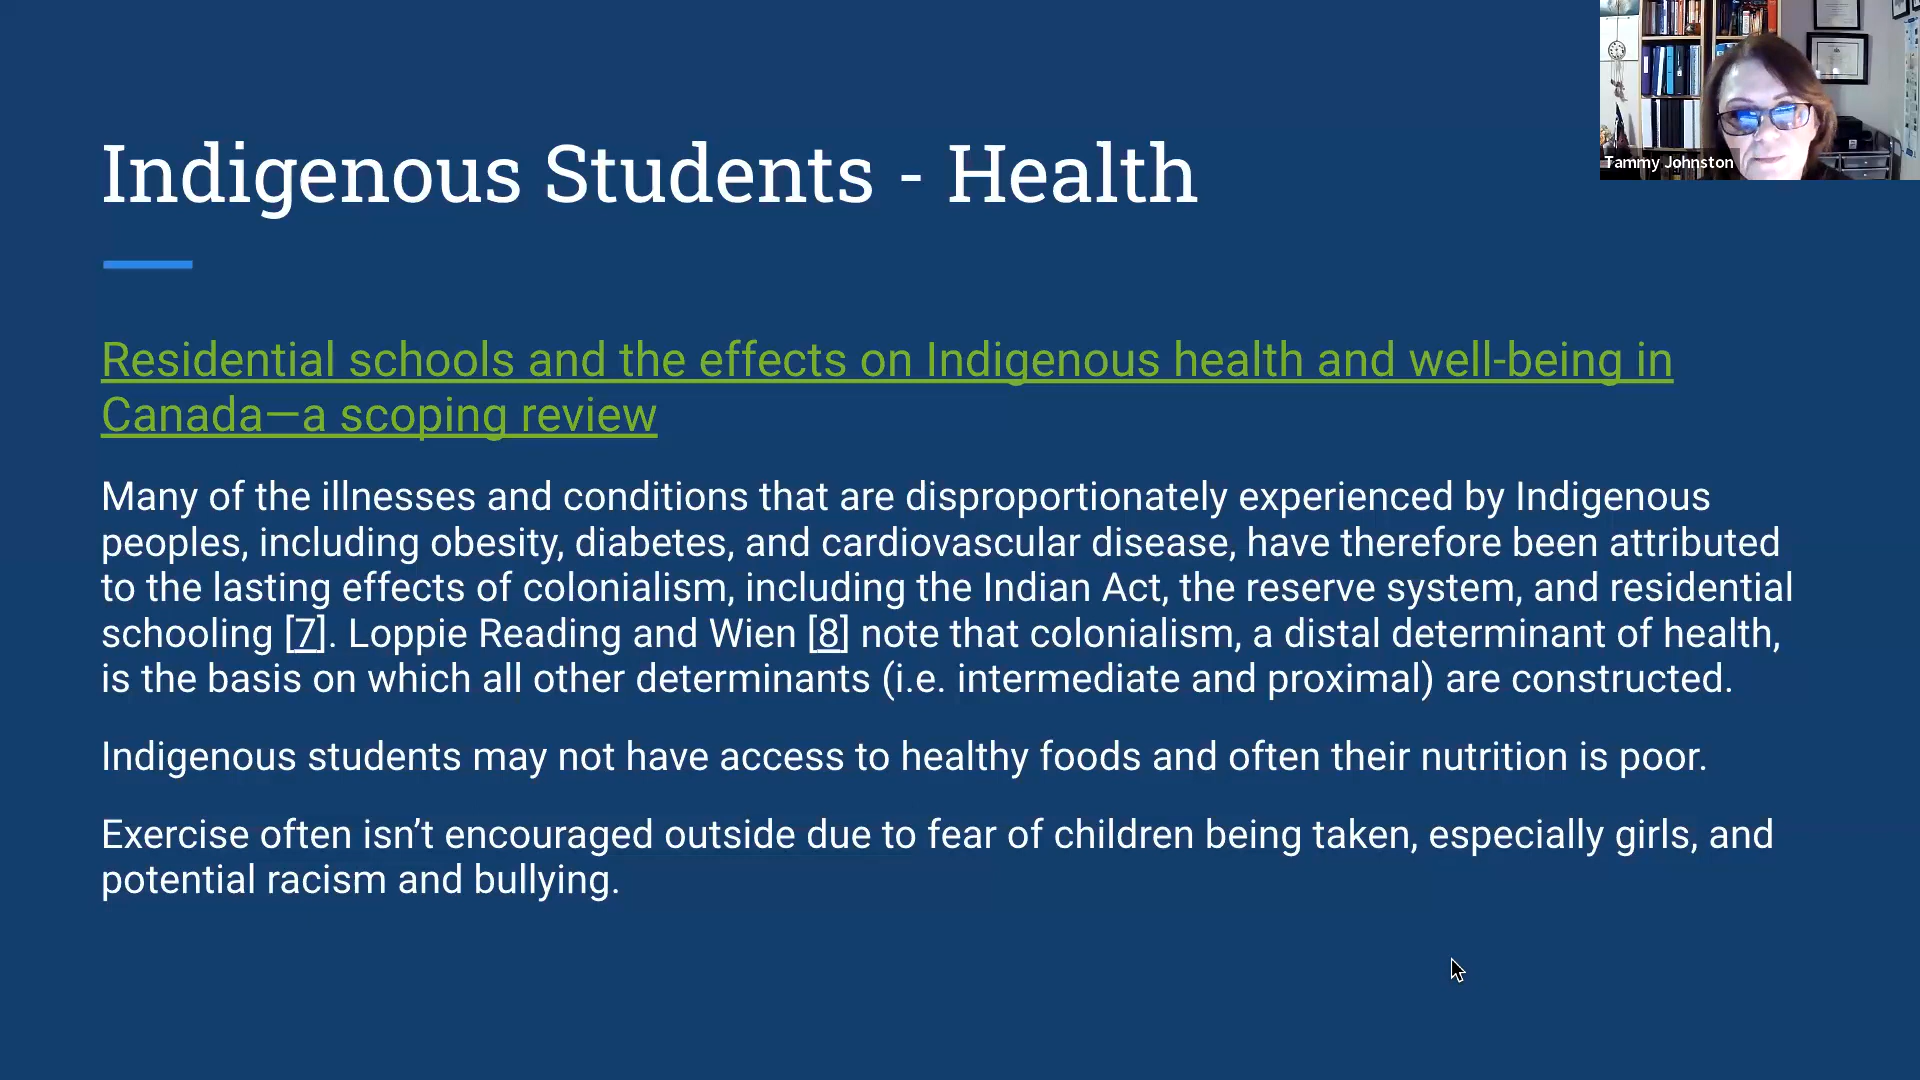 Tammy Johnston
Indigenous Students - Health
Residential schools and the effects on Indigenous health and well-being in
Canada—a scoping review
Many of the illnesses and conditions that are disproportionately experienced by Indigenous
peoples, including obesity, diabetes, and cardiovascular disease, have therefore been attributed
to the lasting effects of colonialism, including the Indian Act, the reserve system, and residential
schooling [7]. Loppie Reading and Wien [8] note that colonialism, a distal determinant of health,
is the basis on which all other determinants (i.e. intermediate and proximal) are constructed.
Indigenous students may not have access to healthy foods and often their nutrition is poor.
Exercise often isn’t encouraged outside due to fear of children being taken, especially girls, and
potential racism and bullying.